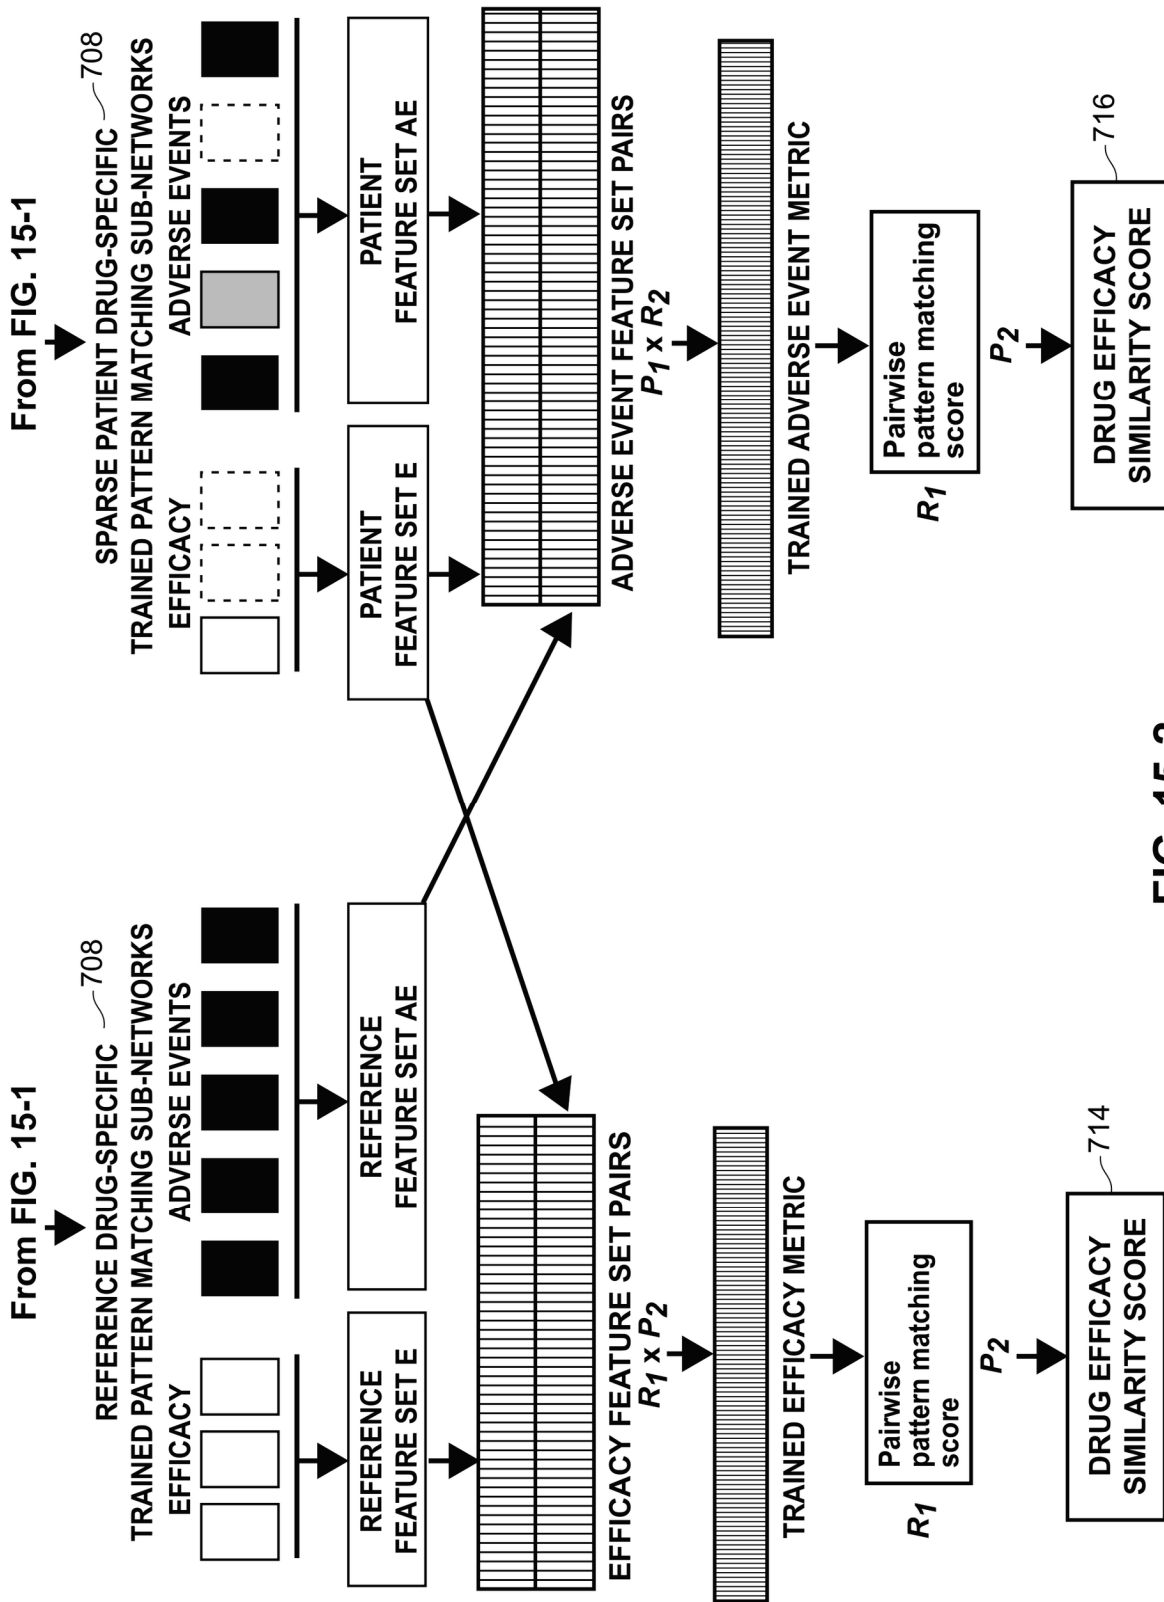 From FIG. 15-1
REFERENCE DRUG-SPECIFIC 708
TRAINED PATTERN MATCHING SUB-NETWORKS
EFFICACY
ADVERSE EVENTS
REFERENCE
FEATURE SET E
REFERENCE
FEATURE SET AE
EFFICACY FEATURE SET PAIRS
R1 x P2
TRAINED EFFICACY METRIC
R1
Pairwise
pattern matching
score
P2
714
DRUG EFFICACY
SIMILARITY SCORE
From FIG. 15-1
SPARSE PATIENT DRUG-SPECIFIC 708
TRAINED PATTERN MATCHING SUB-NETWORKS
EFFICACY
ADVERSE EVENTS
PATIENT
FEATURE SET E
PATIENT
FEATURE SET AE
ADVERSE EVENT FEATURE SET PAIRS
P1 x R2
TRAINED ADVERSE EVENT METRIC
R1
Pairwise
pattern matching
score
P2
716
DRUG EFFICACY
SIMILARITY SCORE